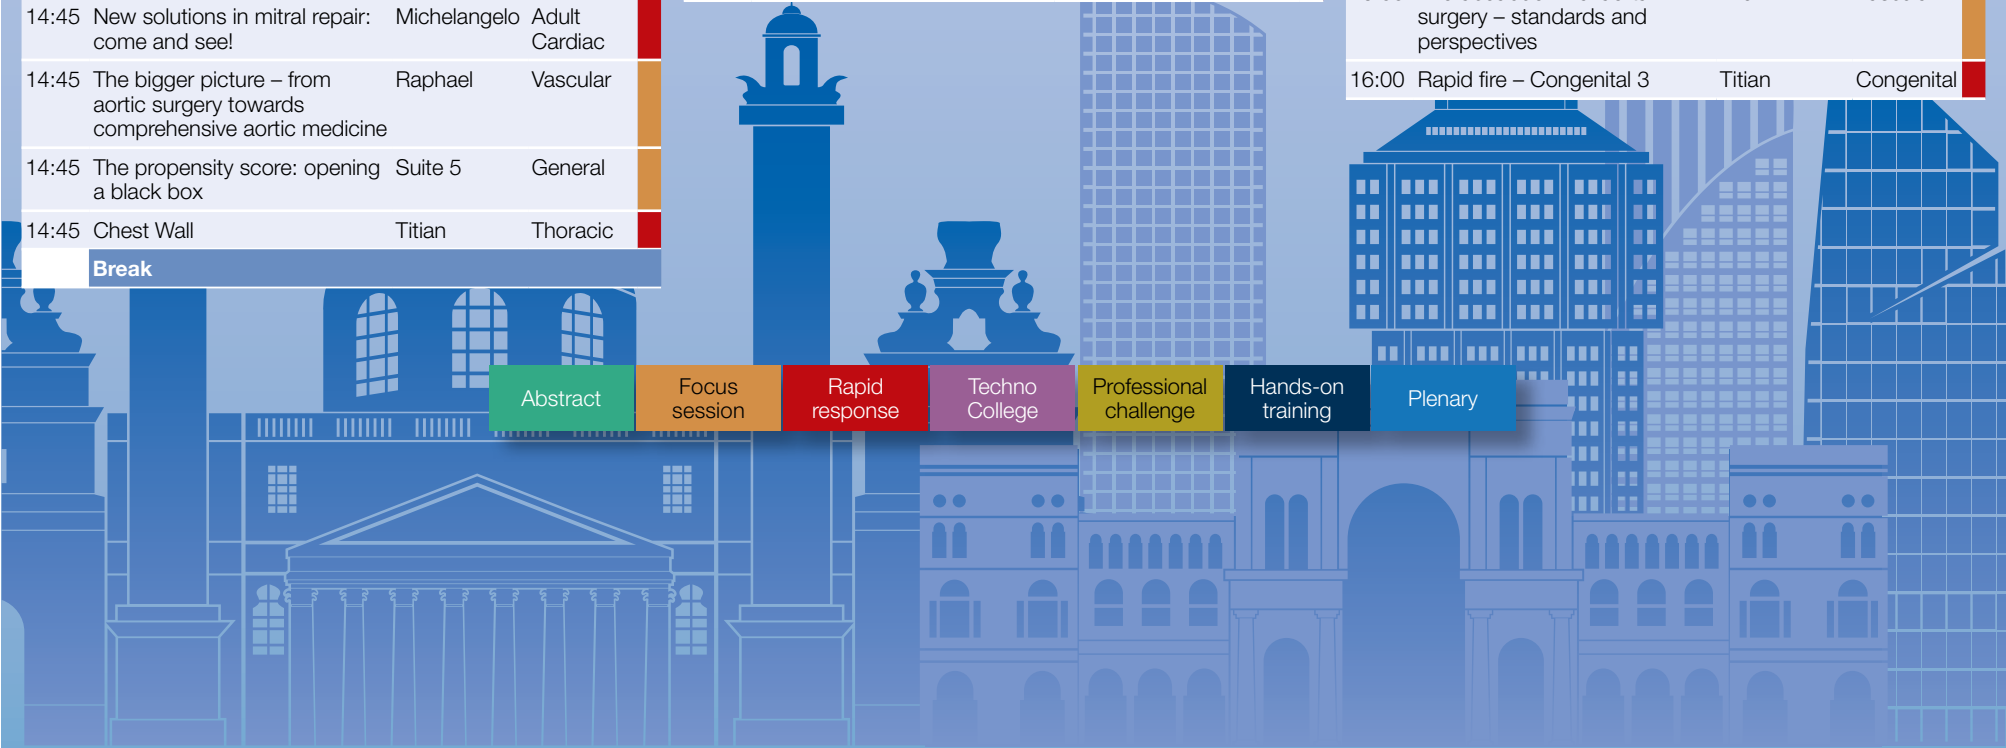 14:45 New solutions in mitral repair: Michelangelo Adult
come and see! Cardiac
14:45 The bigger picture – from Raphael Vascular
aortic surgery towards
comprehensive aortic medicine
14:45 The propensity score: opening Suite 5 General
a black box
14:45 Chest Wall Titian Thoracic
Break
surgery – standards and
perspectives
16:00 Rapid fire – Congenital 3 Titian Congenital
Abstract
Focus
session
Rapid
response
Techno
College
Professional
challenge
Hands-on
training
Plenary